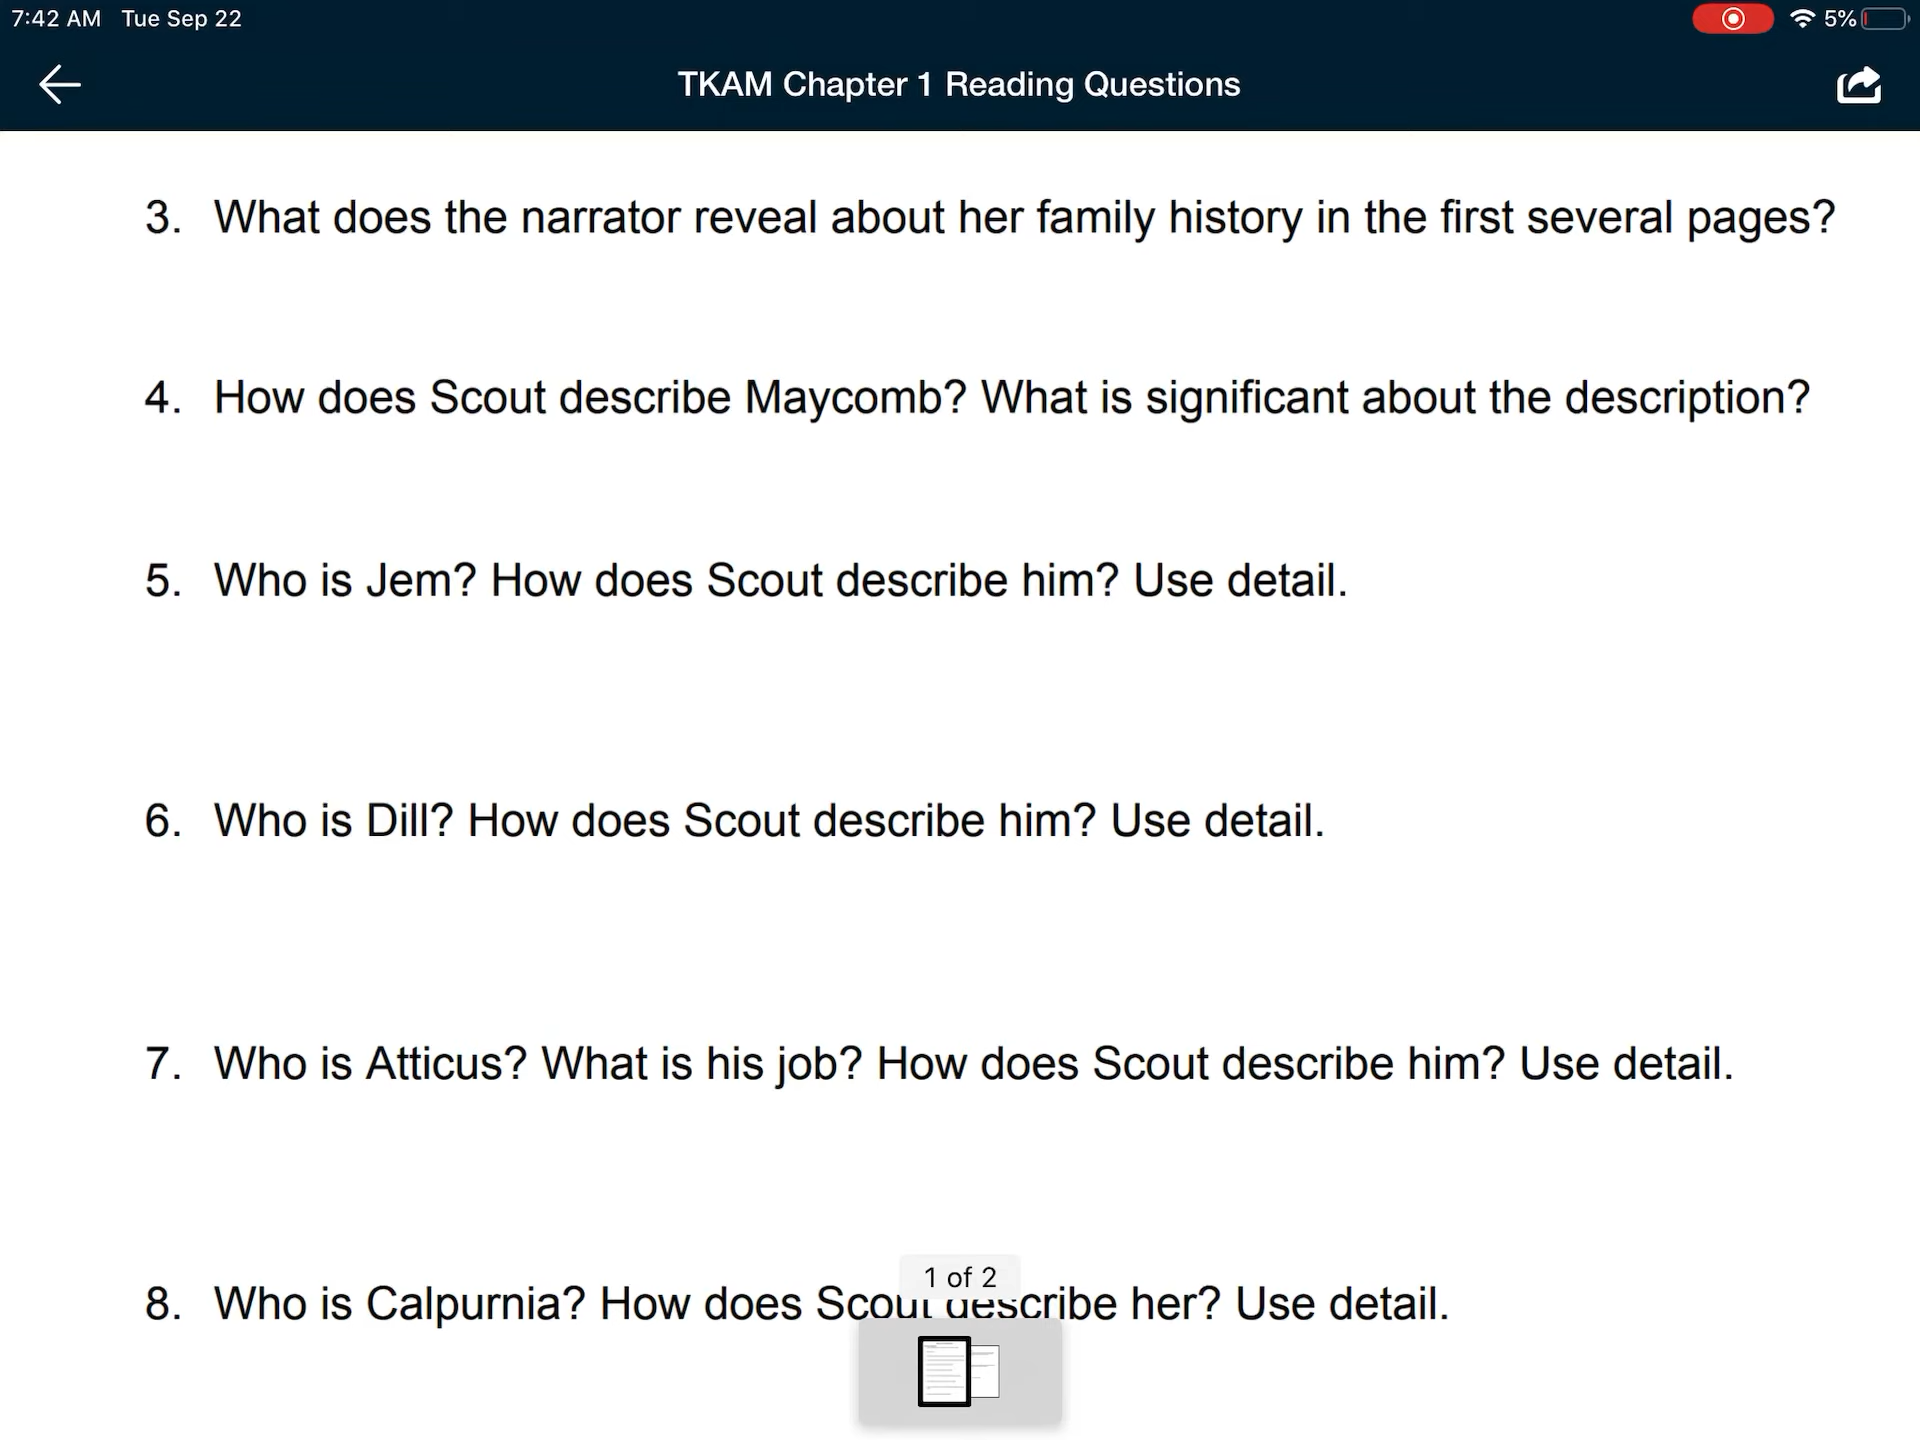 7:42 AM Tue Sep 22 5%
TKAM Chapter 1 Reading Questions
3. What does the narrator reveal about her family history in the first several pages?
4. How does Scout describe Maycomb? What is significant about the description?
5. Who is Jem? How does Scout describe him? Use detail.
6. Who is Dill? How does Scout describe him? Use detail.
7. Who is Atticus? What is his job? How does Scout describe him? Use detail.
1 of 2
8. Who is Calpurnia? How does Scout describe her? Use detail.